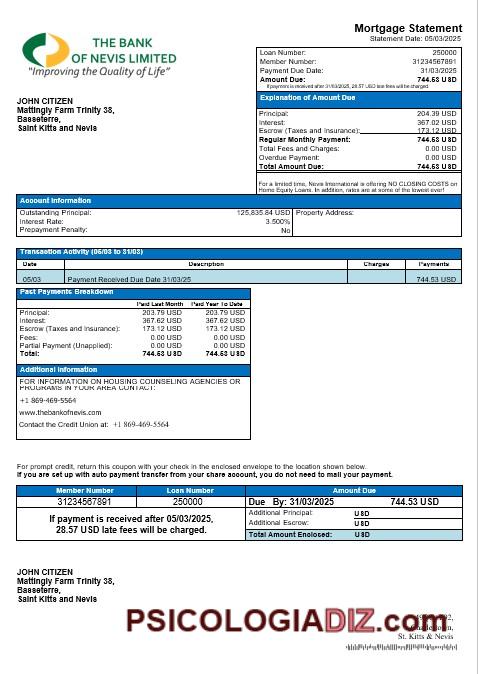 Mortgage Statement
Statement Date: 05/03/2025
THE BANK
OF NEVIS LIMITED
"Improving the Quality of Life"
Loan Number: 250000
Member Number: 31234567891
Payment Due Date: 31/03/2025
Amount Due: 744.53 USD
If payment is received after 31/03/2025, 28.57 USD late fees will be charged.
JOHN CITIZEN
Mattingly Farm Trinity 38,
Basseterre,
Saint Kitts and Nevis
Explanation of Amount Due
Principal: 204.39 USD
Interest: 367.02 USD
Escrow (Taxes and Insurance): 173.12 USD
Regular Monthly Payment: 744.53 USD
Total Fees and Charges: 0.00 USD
Overdue Payment: 0.00 USD
Total Amount Due: 744.53 USD
For a limited time, Nevis International is offering NO CLOSING COSTS on
Home Equity Loans. In addition, rates are at some of the lowest ever!
Account Information
Outstanding Principal: 125,835.84 USD Property Address:
Interest Rate: 3.500%
Prepayment Penalty: No
Transaction Activity (05/03 to 31/03)
Date Description Charges Payments
05/03 Payment Received Due Date 31/03/25 744.53 USD
Past Payments Breakdown
Paid Last Month Paid Year To Date
Principal: 203.79 USD 203.79 USD
Interest: 367.62 USD 367.62 USD
Escrow (Taxes and Insurance): 173.12 USD 173.12 USD
Fees: 0.00 USD 0.00 USD
Partial Payment (Unapplied): 0.00 USD 0.00 USD
Total: 744.53 USD 744.53 USD
Additional Information
FOR INFORMATION ON HOUSING COUNSELING AGENCIES OR
PROGRAMS IN YOUR AREA CONTACT:
+1 869-469-5564
www.thebankofnevis.com
Contact the Credit Union at: +1 869-469-5564
For prompt credit, return this coupon with your check in the enclosed envelope to the location shown below.
If you are set up with auto payment transfer from your share account, you do not need to mail your payment.
Member Number Loan Number Amount Due
31234567891 250000 Due By: 31/03/2025 744.53 USD
If payment is received after 05/03/2025,
28.57 USD late fees will be charged.
Additional Principal: USD
Additional Escrow: USD
Total Amount Enclosed: USD
JOHN CITIZEN
Mattingly Farm Trinity 38,
Basseterre,
Saint Kitts and Nevis
PSICOLOGIADIZ.com
St. Kitts & Nevis